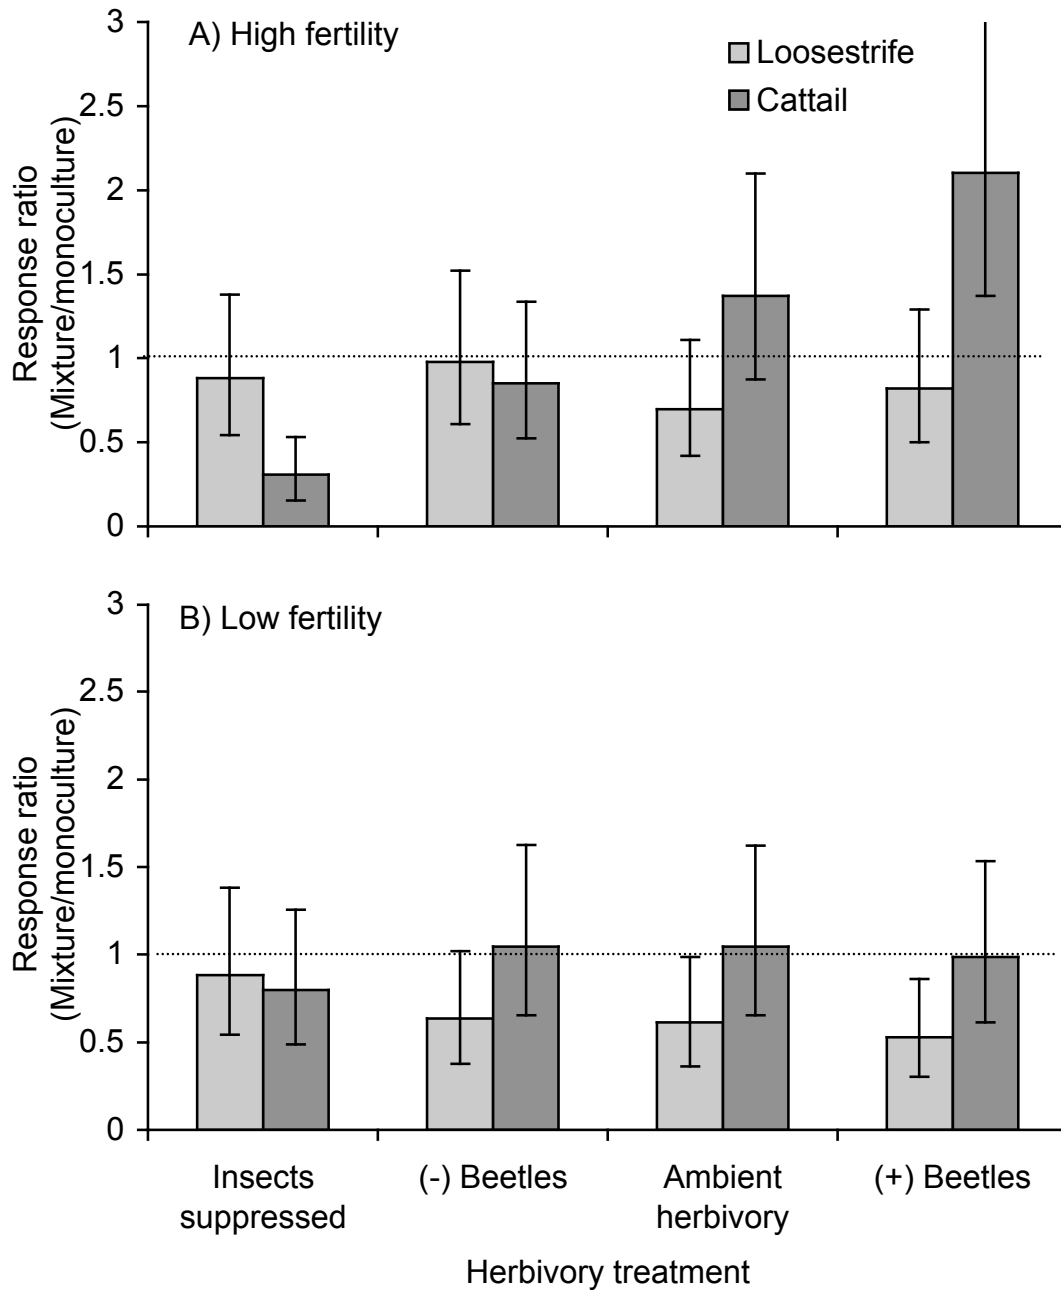 A) High fertility
Loosestrife
Cattail
Response ratio
(Mixture/monoculture)
3
2.5
2
1.5
1
0.5
0
B) Low fertility
Response ratio
(Mixture/monoculture)
3
2.5
2
1.5
1
0.5
0
Insects
suppressed
(-) Beetles
Ambient
herbivory
(+) Beetles
Herbivory treatment